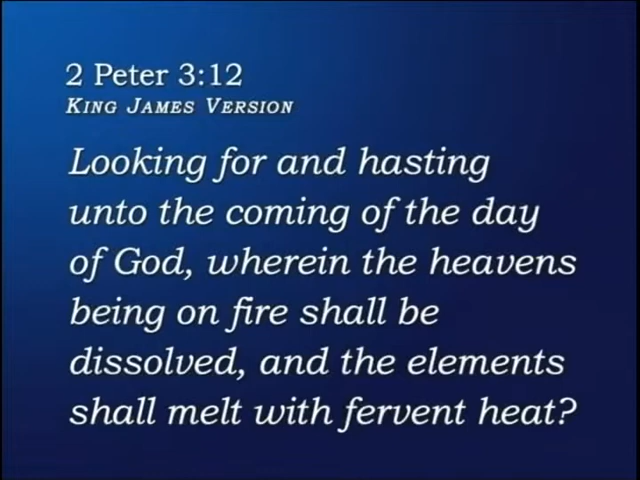 2 Peter 3:12
King James Version
Looking for and hasting
unto the coming of the day
of God, wherein the heavens
being on fire shall be
dissolved, and the elements
shall melt with fervent heat?